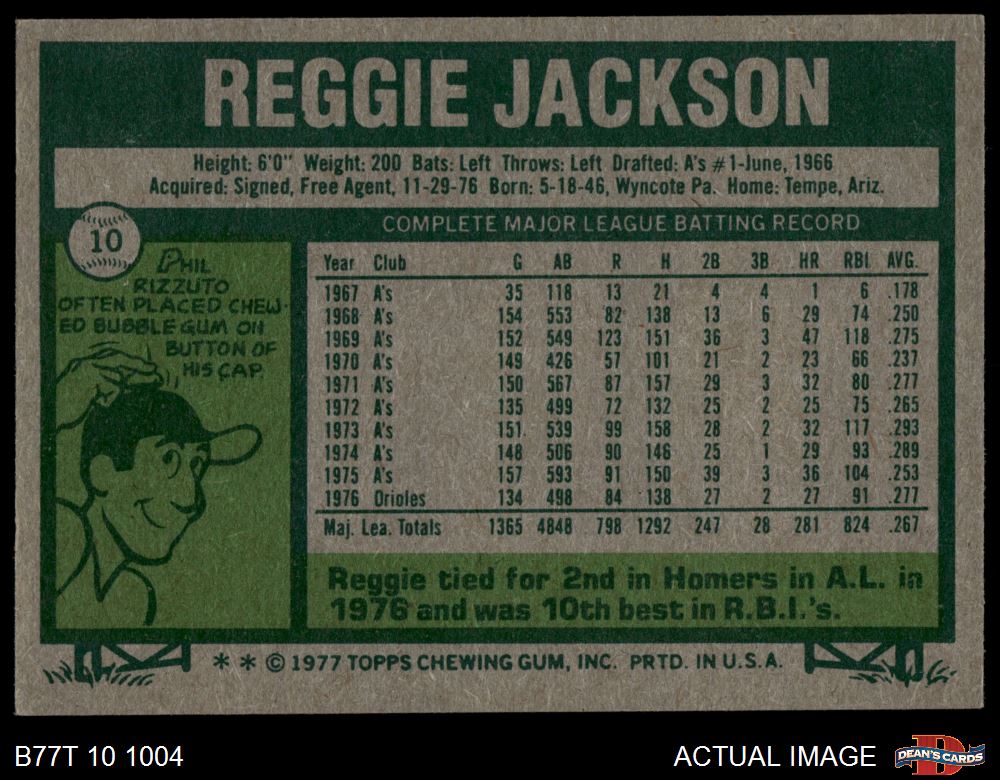 REGGIE JACKSON
Height: 6'0" Weight: 200 Bats: Left Throws: Left Drafted: A's #1-June, 1966
Acquired: Signed, Free Agent, 11-29-76 Born: 5-18-46, Wyncote Pa. Home: Tempe, Ariz.
10
COMPLETE MAJOR LEAGUE BATTING RECORD
PHIL
RIZZUTO
OFTEN PLACED CHEW-
ED BUBBLE GUM ON
BUTTON OF
HIS CAP.
Year Club G AB R H 2B 3B HR RBI AVG.
1967 A's 35 118 13 21 4 4 1 6 .178
1968 A's 154 553 82 138 13 6 29 74 .250
1969 A's 152 549 123 151 36 3 47 118 .275
1970 A's 149 426 57 101 21 2 23 66 .237
1971 A's 150 567 87 157 29 3 32 80 .277
1972 A's 135 499 72 132 25 2 25 75 .265
1973 A's 151 539 99 158 28 2 32 117 .293
1974 A's 148 506 90 146 25 1 29 93 .289
1975 A's 157 593 91 150 39 3 36 104 .253
1976 Orioles 134 498 84 138 27 2 27 91 .277
Maj. Lea. Totals 1365 4848 798 1292 247 28 281 824 .267
Reggie tied for 2nd in Homers in A.L. in
1976 and was 10th best in R.B.I.'s.
* * © 1977 TOPPS CHEWING GUM, INC. PRTD. IN U.S.A.
B77T 10 1004
ACTUAL IMAGE
D
DEAN'S CARDS